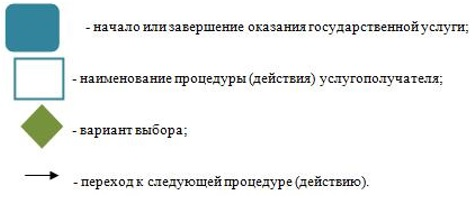 - начало или завершение оказания государственной услуги;
- наименование процедуры (действия) услугополучателя;
- вариант выбора;
- переход к следующей процедуре (действию).